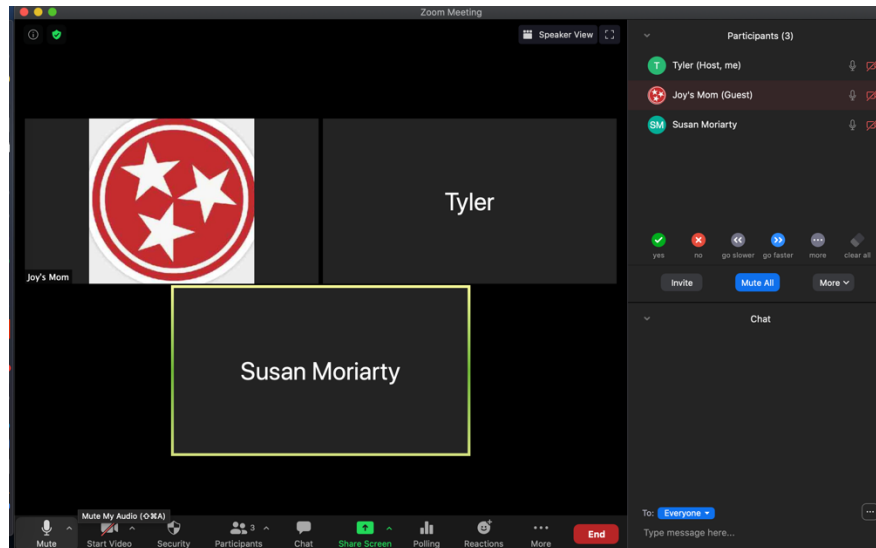 Zoom Meeting
Speaker View
Joy's Mom
Tyler
Susan Moriarty
Mute My Audio (⇧⌘A)
Mute
Start Video
Security
3
Participants
Chat
Share Screen
Polling
Reactions
More
End
Participants (3)
T Tyler (Host, me)
Joy's Mom (Guest)
SM Susan Moriarty
yes no go slower go faster more clear all
Invite Mute All More
Chat
To: Everyone
Type message here...